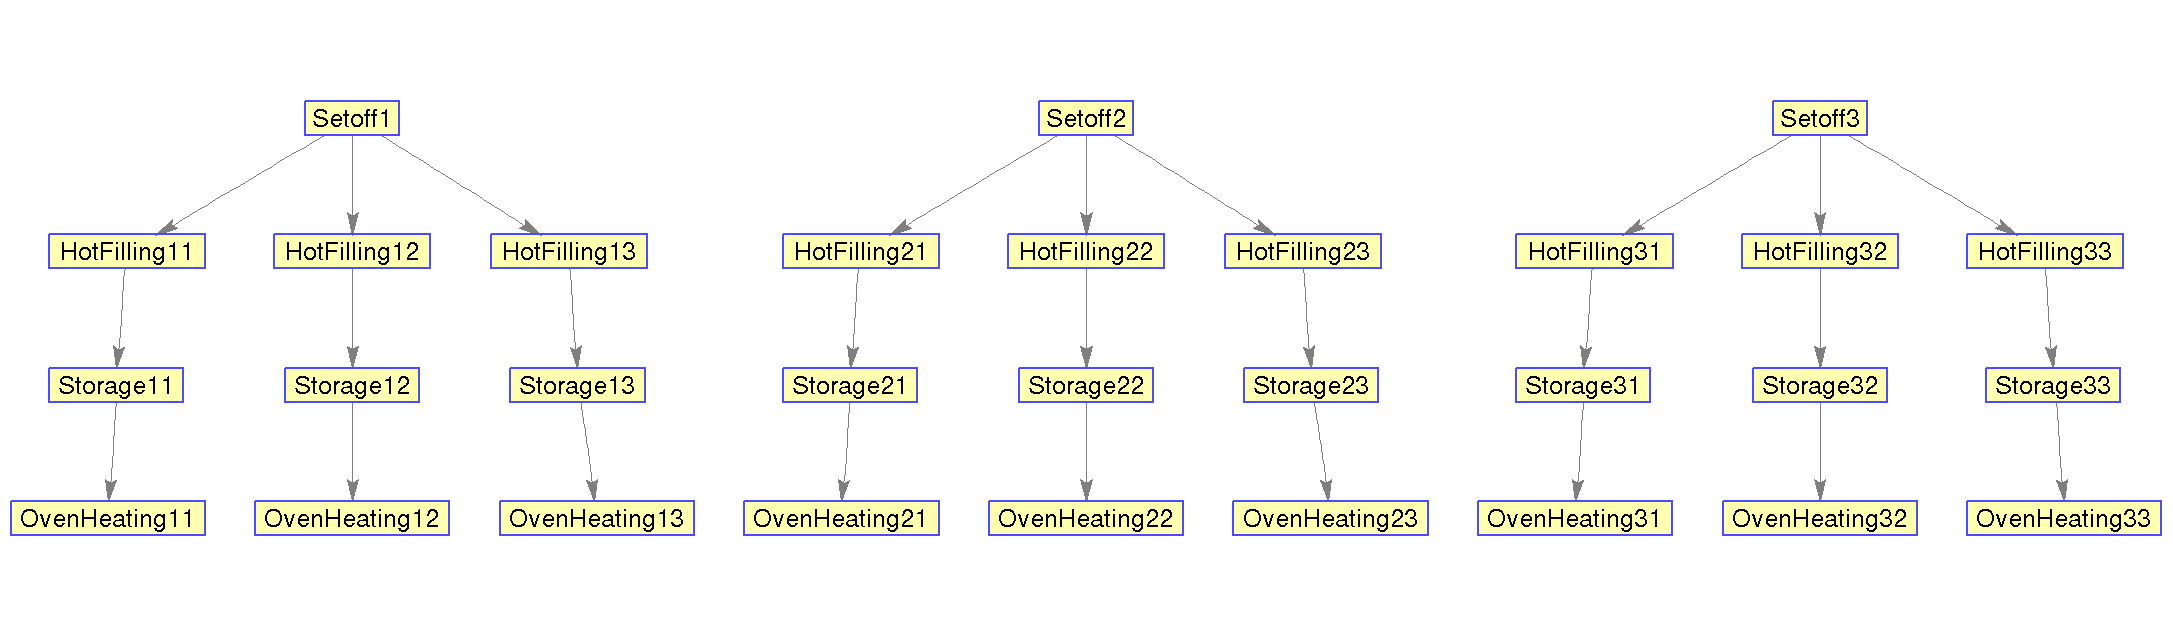 Setoff1
Setoff2
Setoff3
HotFilling11
HotFilling12
HotFilling13
HotFilling21
HotFilling22
HotFilling23
HotFilling31
HotFilling32
HotFilling33
Storage11
Storage12
Storage13
Storage21
Storage22
Storage23
Storage31
Storage32
Storage33
OvenHeating11
OvenHeating12
OvenHeating13
OvenHeating21
OvenHeating22
OvenHeating23
OvenHeating31
OvenHeating32
OvenHeating33